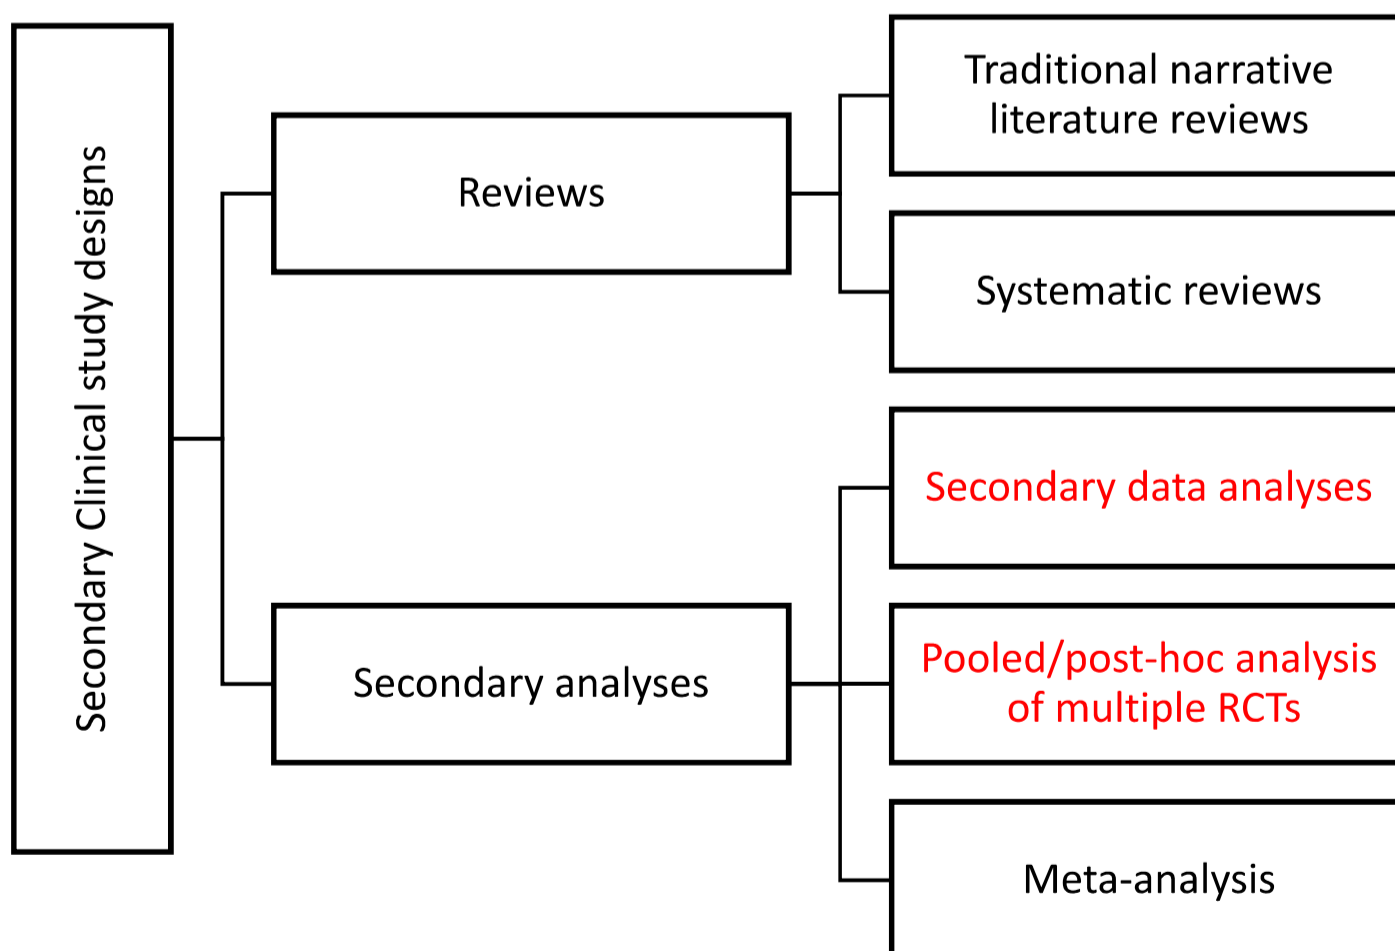 Secondary Clinical study designs
Reviews
Traditional narrative
literature reviews
Systematic reviews
Secondary analyses
Secondary data analyses
Pooled/post-hoc analysis
of multiple RCTs
Meta-analysis